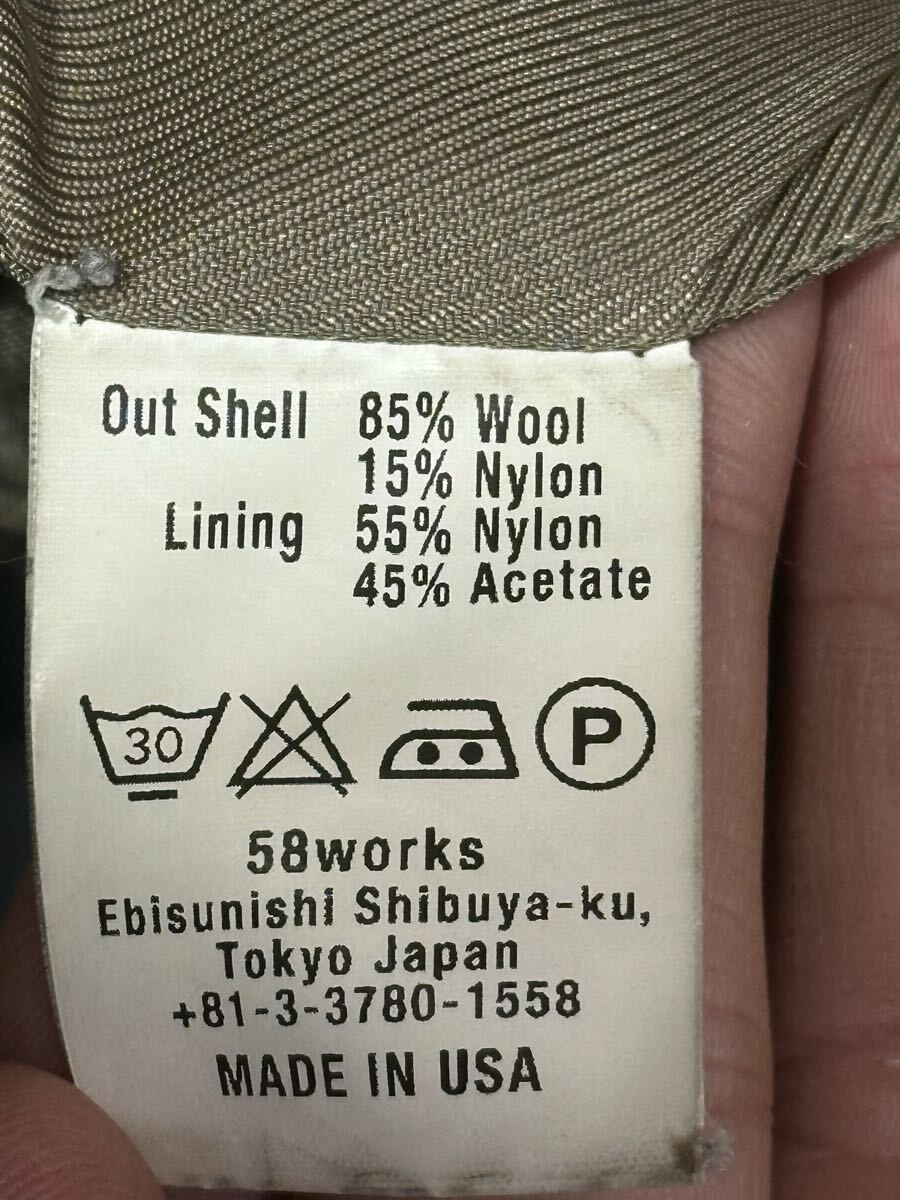 Out Shell 85% Wool
15% Nylon
Lining 55% Nylon
45% Acetate
30 P
58works
Ebisunishi Shibuya-ku,
Tokyo Japan
+81-3-3780-1558
MADE IN USA